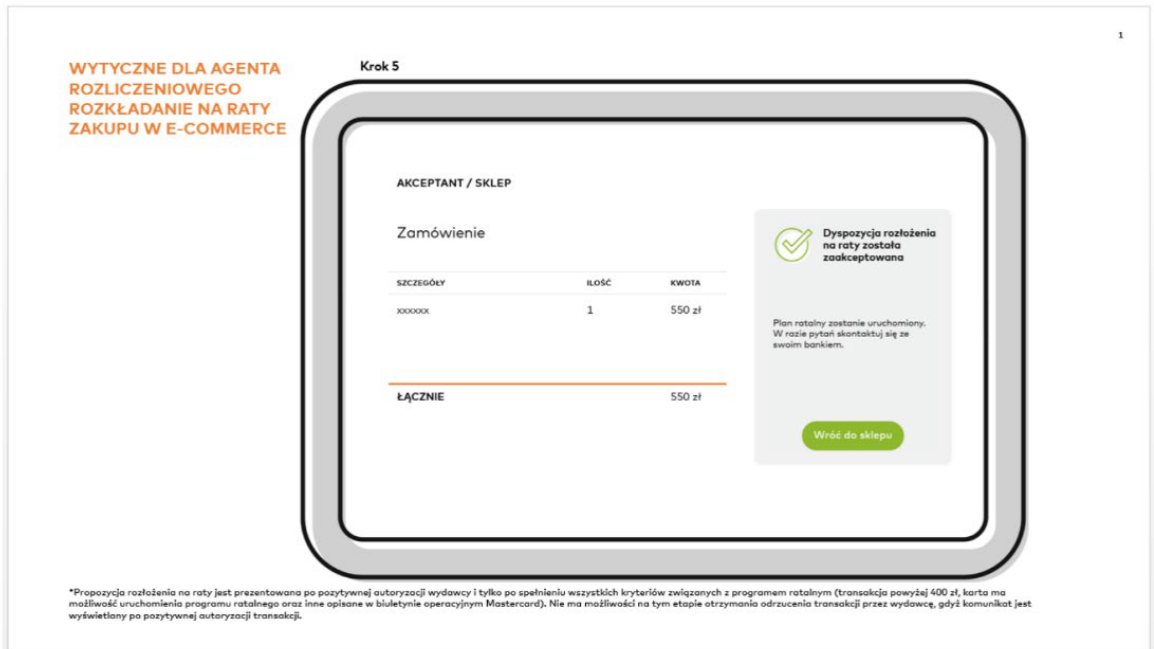 1
WYTYCZNE DLA AGENTA
ROZLICZENIOWEGO
ROZKŁADANIE NA RATY
ZAKUPU W E-COMMERCE
Krok 5
AKCEPTANT / SKLEP
Zamówienie
SZCZEGÓŁY ILOŚĆ KWOTA
xxxxxx 1 550 zł
ŁĄCZNIE 550 zł
Dyspozycja rozłożenia
na raty została
zaakceptowana
Plan ratalny zostanie uruchomiony.
W razie pytań skontaktuj się ze
swoim bankiem.
Wróć do sklepu
*Propozycja rozłożenia na raty jest prezentowana po pozytywnej autoryzacji wydawcy i tylko po spełnieniu wszystkich kryteriów związanych z programem ratalnym (transakcja powyżej 400 zł, karta ma
możliwość uruchomienia programu ratalnego oraz inne opisane w biuletynie operacyjnym Mastercard). Nie ma możliwości na tym etapie otrzymania odrzucenia transakcji przez wydawcę, gdyż komunikat jest
wyświetlany po pozytywnej autoryzacji transakcji.